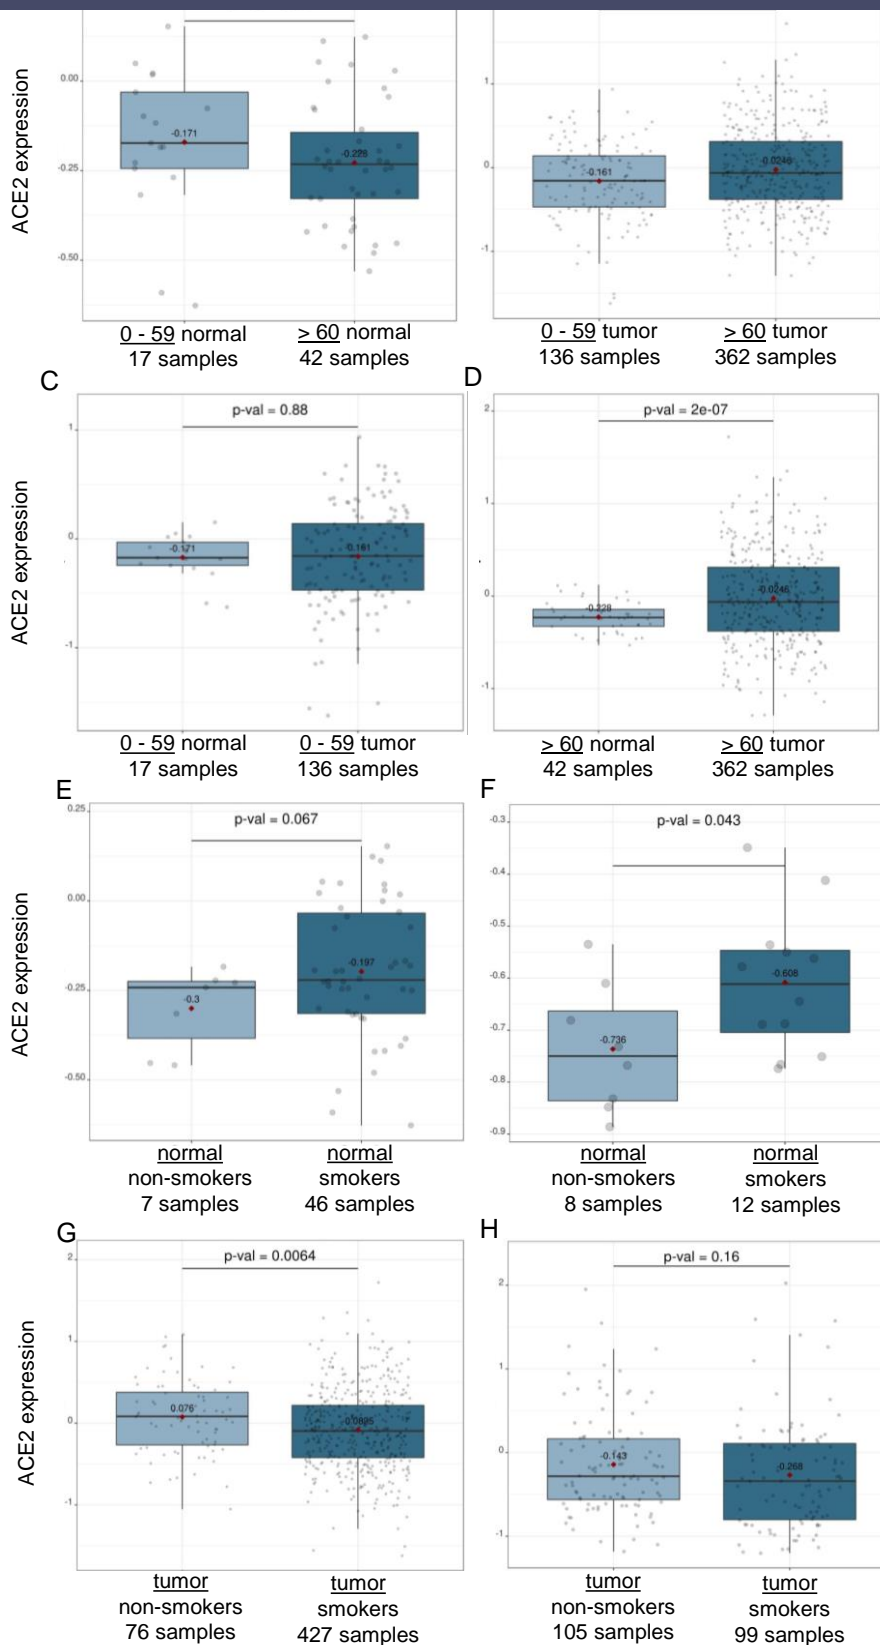 ACE2 expression
0.00
-0.25
-0.50
-0.171
-0.228
0 - 59 normal
17 samples
> 60 normal
42 samples
1
0
-1
-0.161
-0.0246
0 - 59 tumor
136 samples
> 60 tumor
362 samples
C
ACE2 expression
p-val = 0.88
1
0
-1
-0.171
-0.161
0 - 59 normal
17 samples
0 - 59 tumor
136 samples
D
p-val = 2e-07
2
1
0
-1
-0.228
-0.0246
> 60 normal
42 samples
> 60 tumor
362 samples
E
ACE2 expression
p-val = 0.067
0.25
0.00
-0.25
-0.50
-0.3
-0.197
normal
non-smokers
7 samples
normal
smokers
46 samples
F
p-val = 0.043
-0.3
-0.4
-0.5
-0.6
-0.7
-0.8
-0.9
-0.736
-0.608
normal
non-smokers
8 samples
normal
smokers
12 samples
G
ACE2 expression
p-val = 0.0064
2
1
0
-1
0.076
tumor
non-smokers
76 samples
tumor
smokers
427 samples
H
p-val = 0.16
2
1
0
-1
-0.143
-0.268
tumor
non-smokers
105 samples
tumor
smokers
99 samples